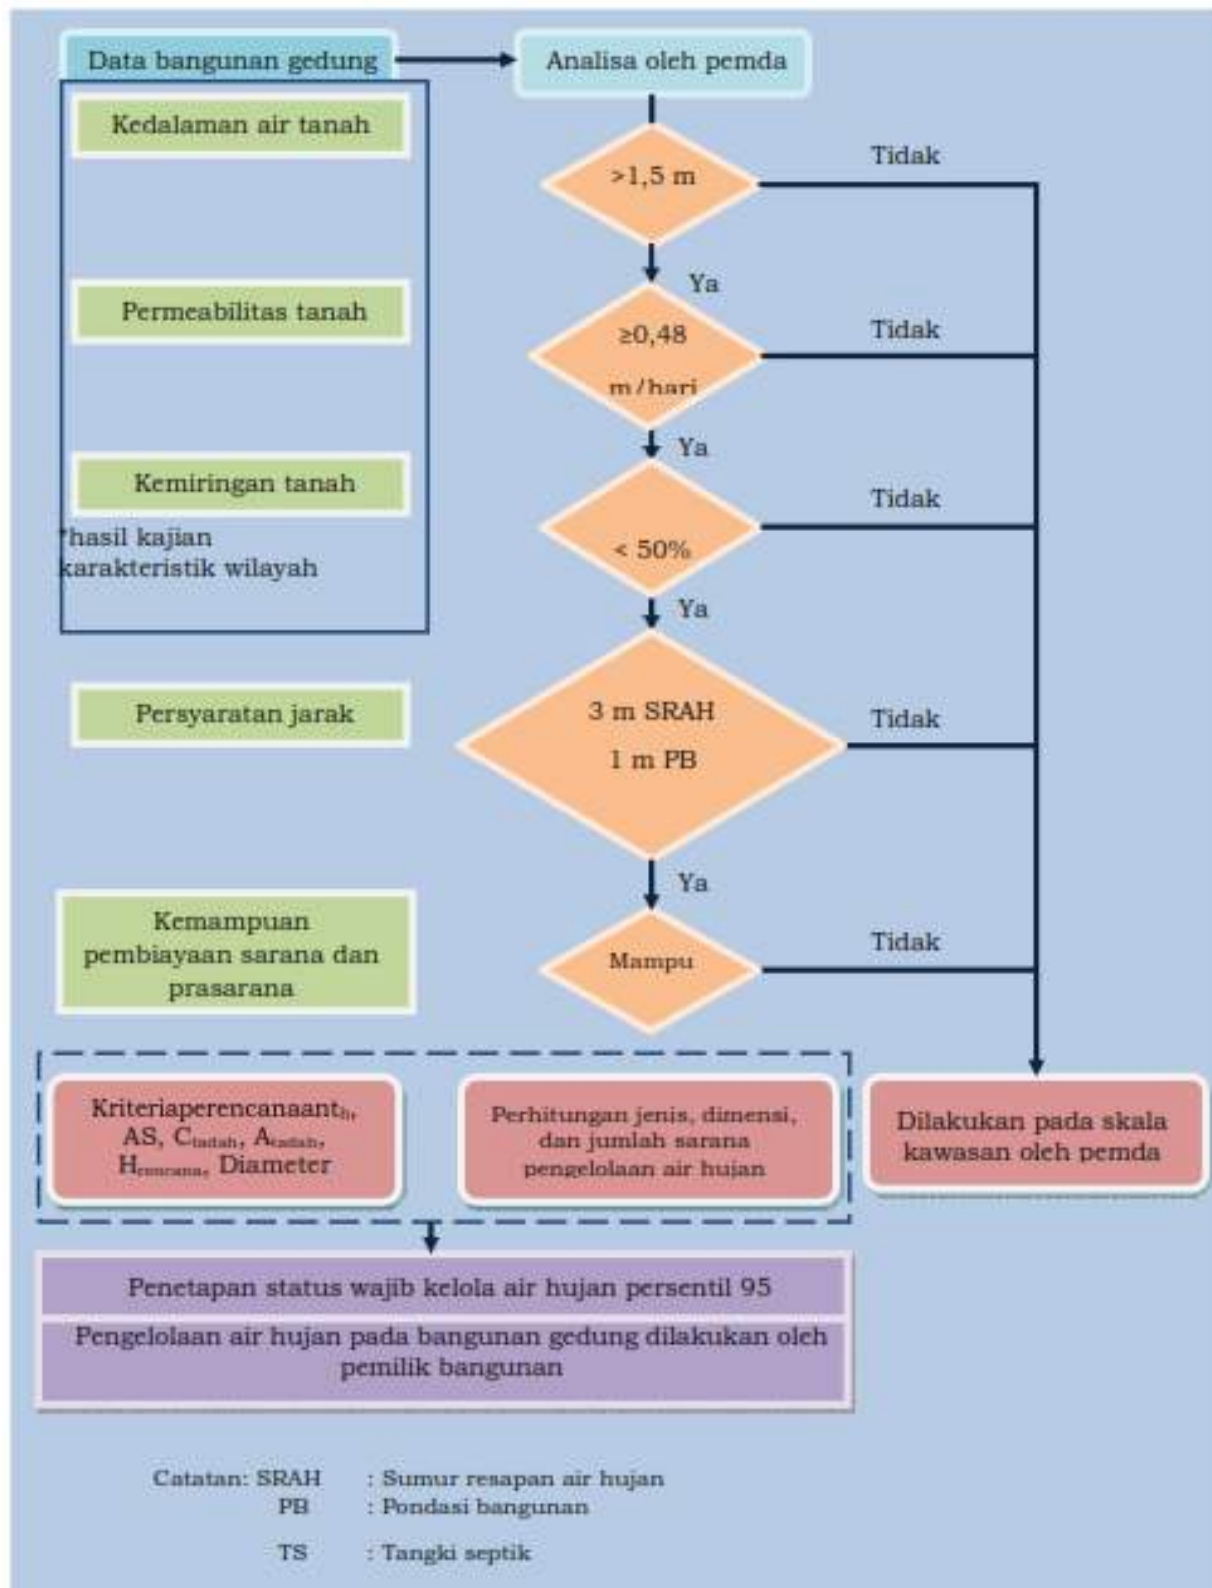 Data bangunan gedung
Analisa oleh pemda
Kedalaman air tanah
>1,5 m
Tidak
Ya
Permeabilitas tanah
≥0,48
m/hari
Tidak
Ya
Kemiringan tanah
< 50%
Tidak
*hasil kajian
karakteristik wilayah
Ya
Persyaratan jarak
3 m SRAH
1 m PB
Tidak
Ya
Kemampuan
pembiayaan sarana dan
prasarana
Mampu
Tidak
Kriteriaperencanaant_h,
AS, C_tadah, A_tadah,
H_rencana, Diameter
Perhitungan jenis, dimensi,
dan jumlah sarana
pengelolaan air hujan
Dilakukan pada skala
kawasan oleh pemda
Penetapan status wajib kelola air hujan persentil 95
Pengelolaan air hujan pada bangunan gedung dilakukan oleh
pemilik bangunan
Catatan: SRAH : Sumur resapan air hujan
PB : Pondasi bangunan
TS : Tangki septik